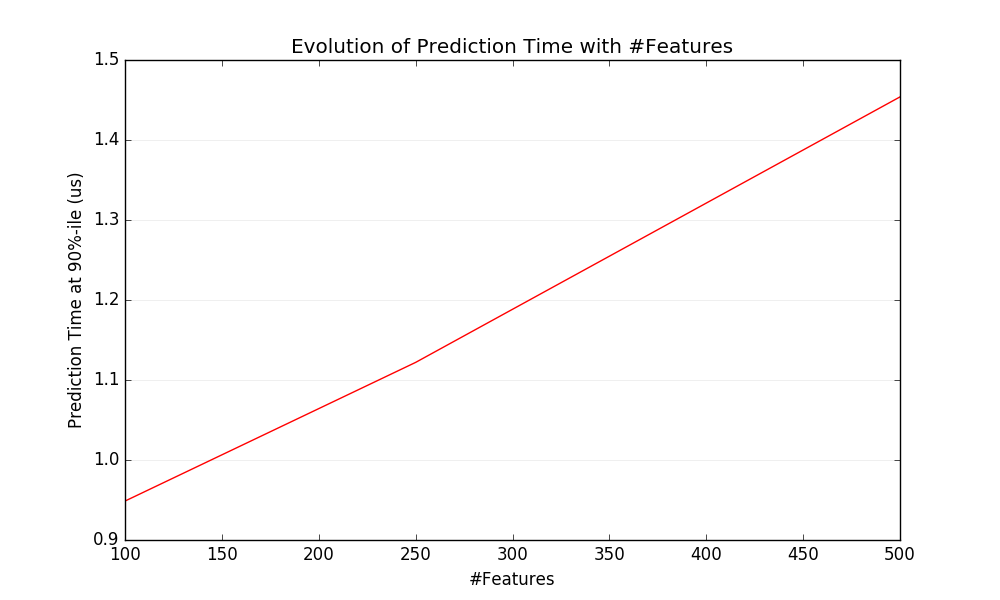 Evolution of Prediction Time with #Features
Prediction Time at 90%-ile (us)
1.5
1.4
1.3
1.2
1.1
1.0
0.9
100 150 200 250 300 350 400 450 500
#Features